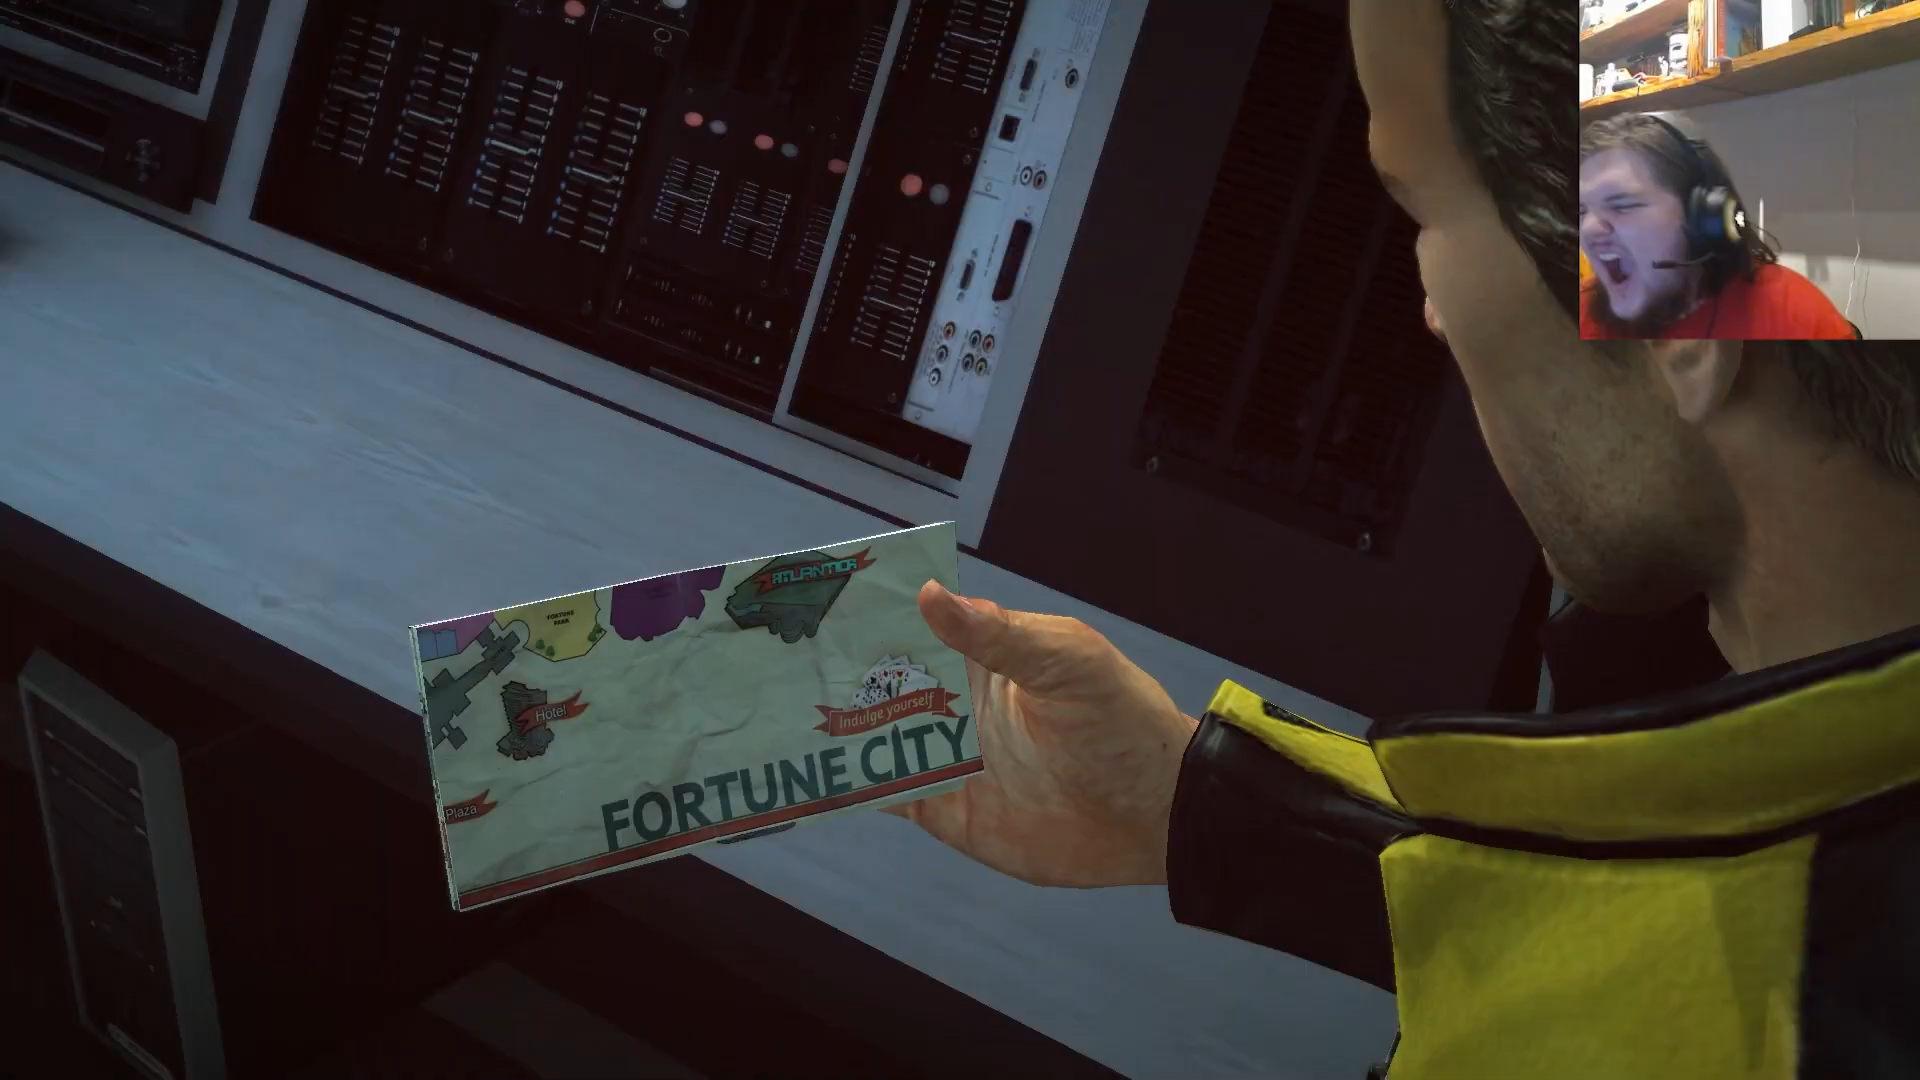 ATLANTICA
FORTUNE
PARK
Hotel
Indulge yourself
Plaza
FORTUNE CITY